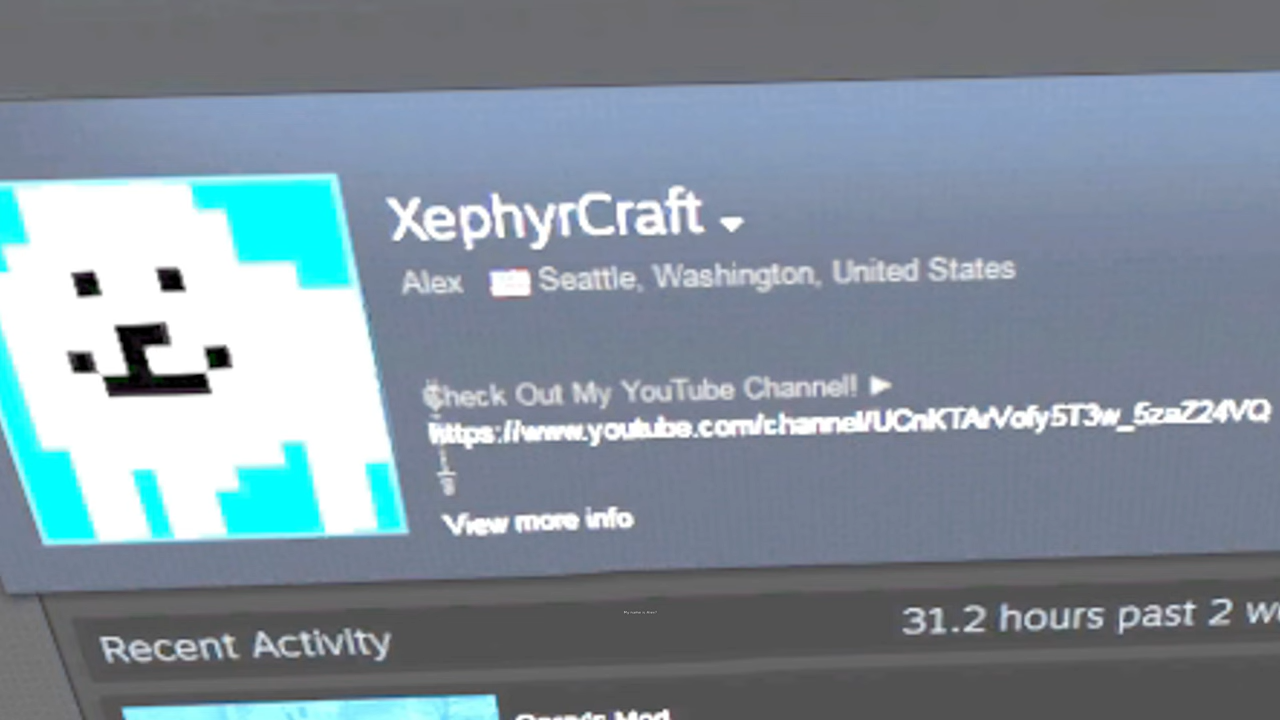 XephyrCraft
Alex Seattle, Washington, United States
Check Out My YouTube Channel! ▶
https://www.youtube.com/channel/UCnKTArVofy5T3w_5zaZ24VQ
View more info
Recent Activity
31.2 hours past 2
Mod